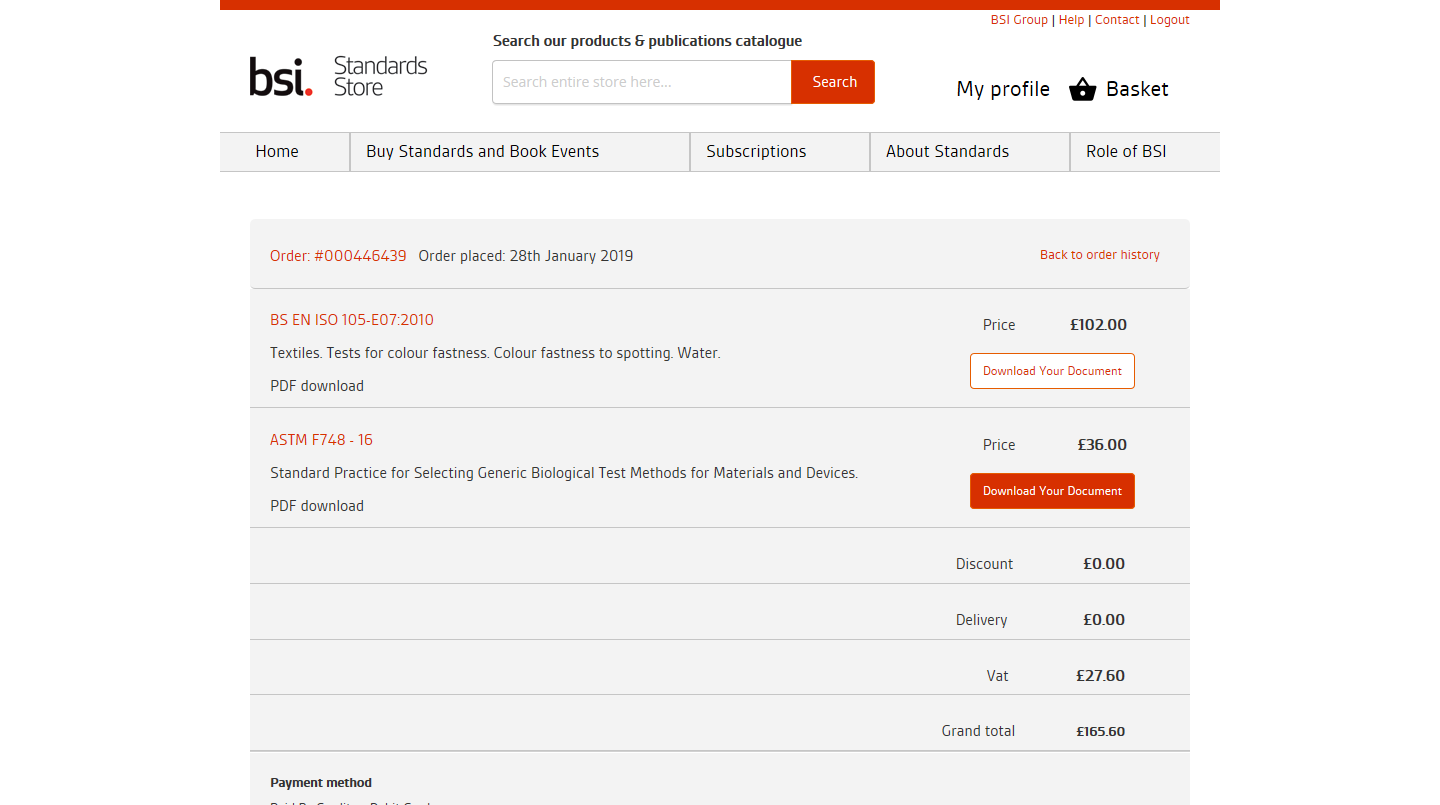 BSI Group | Help | Contact | Logout
Search our products & publications catalogue
bsi. Standards Store
Search entire store here...
Search
My profile
Basket
Home
Buy Standards and Book Events
Subscriptions
About Standards
Role of BSI
Order: #000446439 Order placed: 28th January 2019
Back to order history
BS EN ISO 105-E07:2010
Price £102.00
Textiles. Tests for colour fastness. Colour fastness to spotting. Water.
Download Your Document
PDF download
ASTM F748 - 16
Price £36.00
Standard Practice for Selecting Generic Biological Test Methods for Materials and Devices.
Download Your Document
PDF download
Discount £0.00
Delivery £0.00
Vat £27.60
Grand total £165.60
Payment method